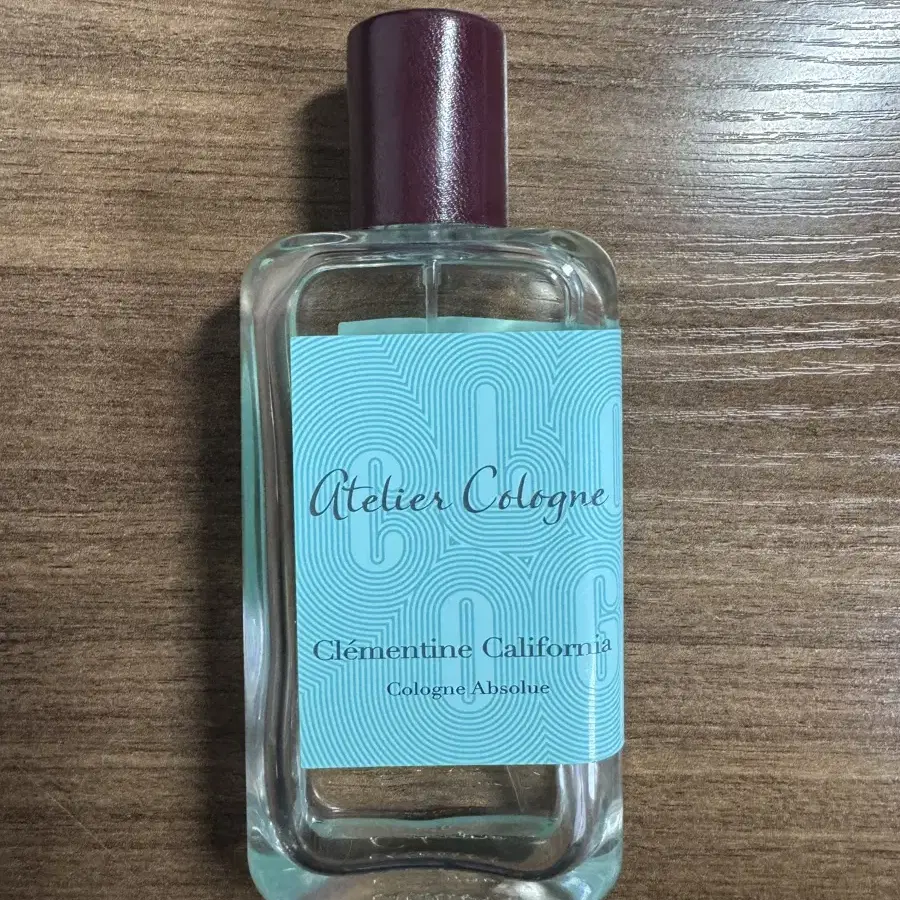 Atelier Cologne
Clémentine California
Cologne Absolue